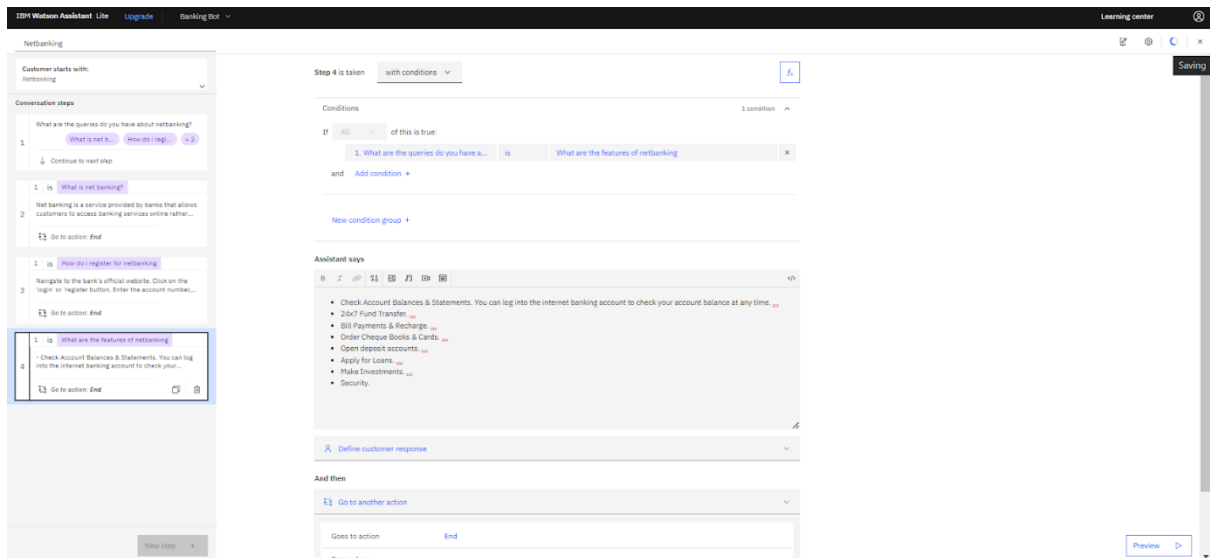 IBM Watson Assistant Lite Upgrade Banking Bot Learning center
Netbanking
Saving
Customer starts with:
Netbanking
Conversation steps
1
What are the queries do you have about netbanking?
What is net b... How do i regi... + 2
Continue to next step
1 is What is net banking?
2
Net banking is a service provided by banks that allows
customers to access banking services online rather...
Go to action: End
1 is How do i register for netbanking
3
Navigate to the bank's official website. Click on the
'login' or 'register' button. Enter the account number,...
Go to action: End
1 is What are the features of netbanking
4
- Check Account Balances & Statements. You can log
into the internet banking account to check your...
Go to action: End
New step +
Step 4 is taken with conditions
fx
Conditions 1 condition
If All of this is true:
1. What are the queries do you have a... is What are the features of netbanking ×
and Add condition +
New condition group +
Assistant says
B I </>
• Check Account Balances & Statements. You can log into the internet banking account to check your account balance at any time. ...
• 24x7 Fund Transfer. ...
• Bill Payments & Recharge. ...
• Order Cheque Books & Cards. ...
• Open deposit accounts. ...
• Apply for Loans. ...
• Make Investments. ...
• Security.
Define customer response
And then
Go to another action
Goes to action End
Preview